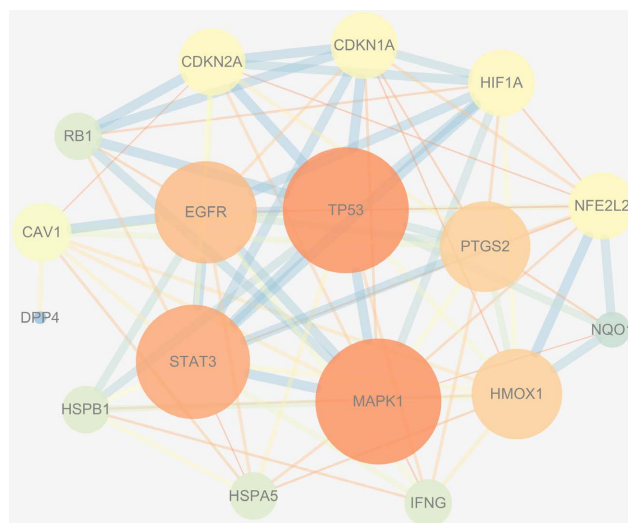 CDKN1A
CDKN2A
HIF1A
RB1
NFE2L2
EGFR
TP53
CAV1
PTGS2
DPP4
NQO1
STAT3
MAPK1
HMOX1
HSPB1
HSPA5
IFNG